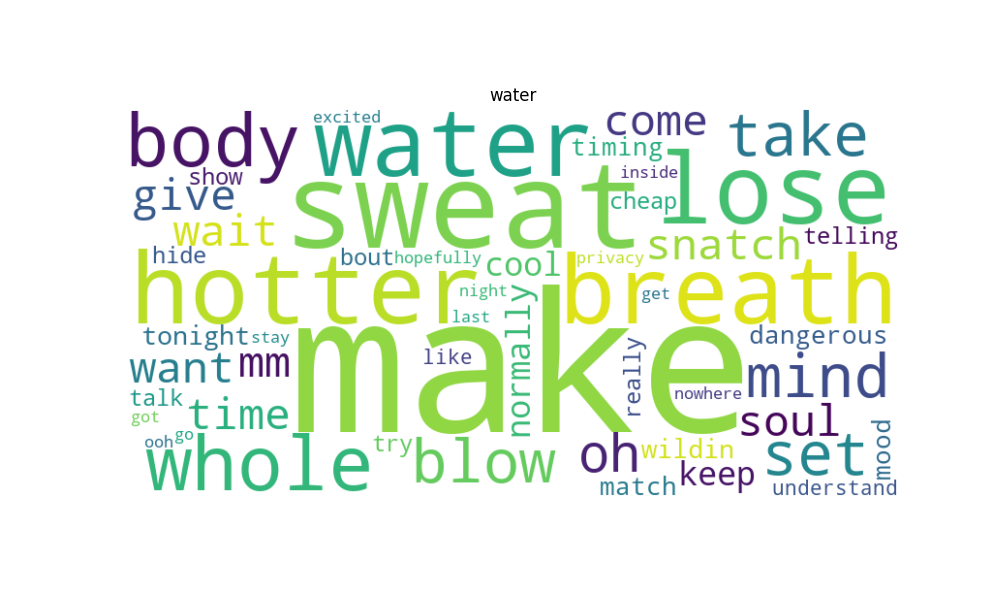 water
excited
body
water
come
take
timing
show
sweat
inside
lose
give
cheap
wait
snatch
telling
hide
bout
hopefully
cool
privacy
hotter
breath
night
get
last
tonight
stay
make
normally
like
really
dangerous
want
mm
mind
talk
nowhere
got
time
soul
ooh
go
whole
try
blow
oh
wildin
set
mood
keep
match
understand